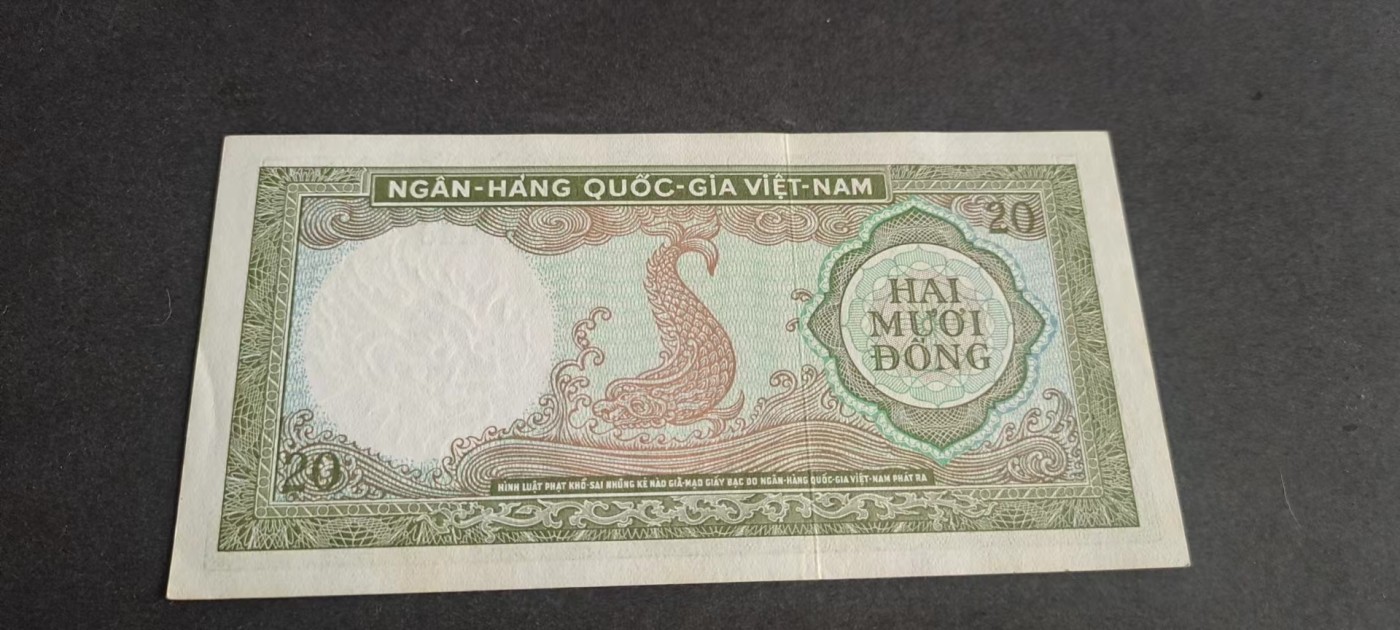 NGÂN-HÀNG QUỐC-GIA VIỆT-NAM
20
HAI
MƯƠI
ĐỒNG
20
HÌNH LUẬT PHẠT KHỔ-SAI NHỮNG KẺ NÀO GIẢ-MẠO GIẤY BẠC DO NGÂN-HÀNG QUỐC-GIA VIỆT-NAM PHÁT RA